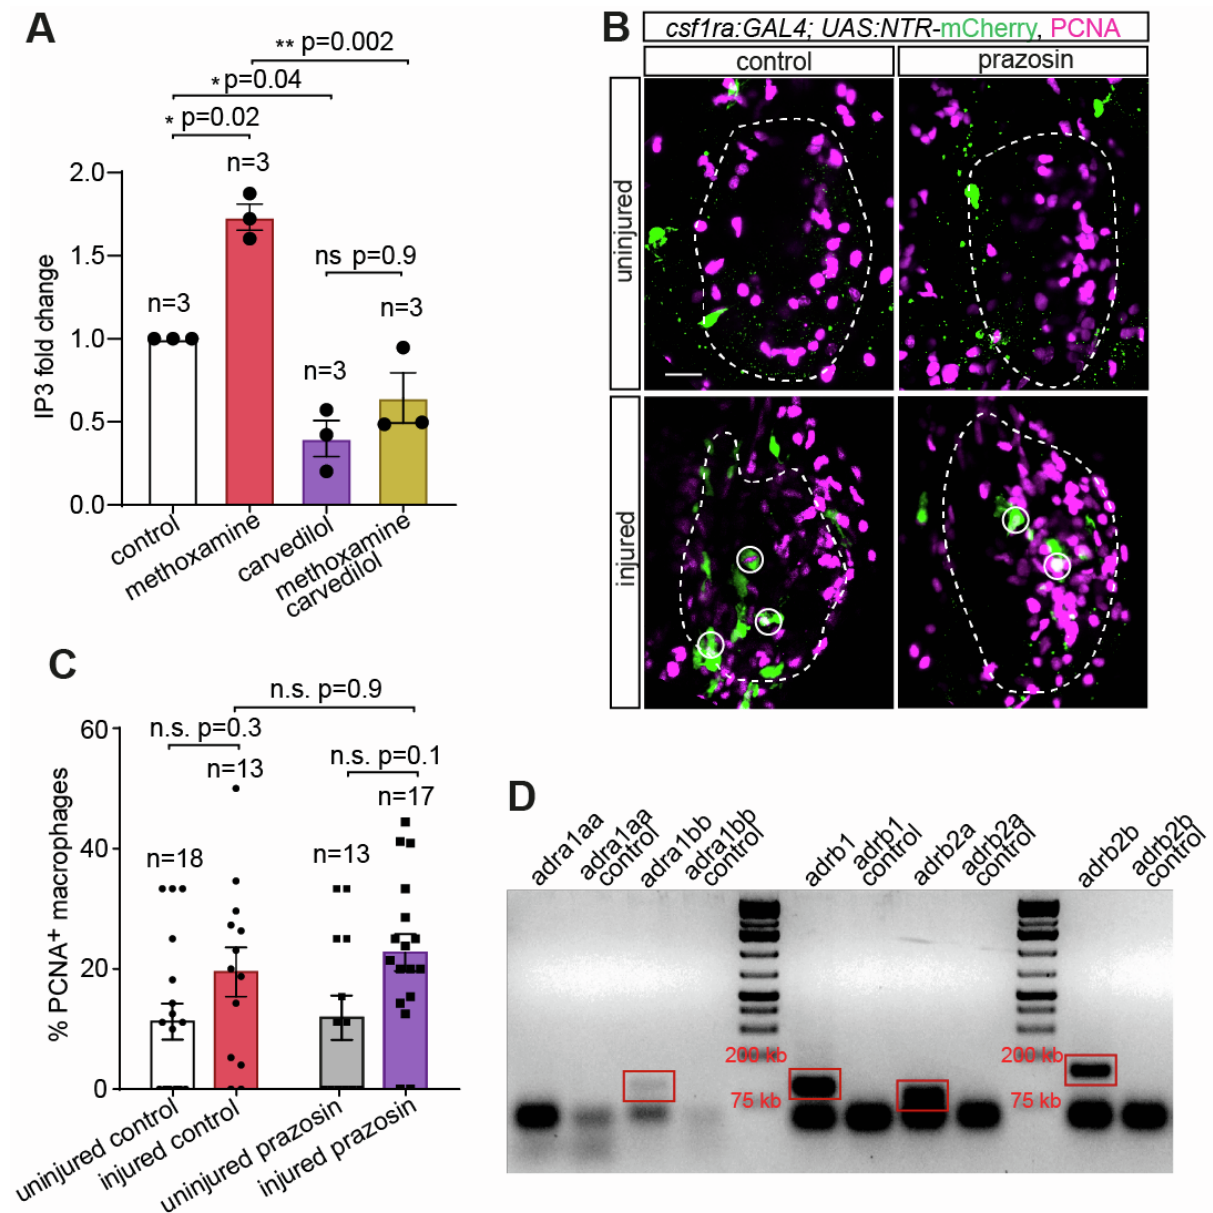 A
** p=0.002
* p=0.04
* p=0.02
n=3
n=3
ns p=0.9
n=3
n=3
2.0
1.5
1.0
0.5
0.0
IP3 fold change
control
methoxamine
carvedilol
methoxamine
carvedilol
B
csf1ra:GAL4; UAS:NTR-mCherry, PCNA
control
prazosin
uninjured
injured
C
n.s. p=0.9
n.s. p=0.3
n.s. p=0.1
n=18
n=13
n=13
n=17
60
40
20
0
% PCNA+ macrophages
uninjured control
injured control
uninjured prazosin
injured prazosin
D
adra1aa
adra1aa
control
adra1bb
adra1bb
control
adrb1
adrb1
control
adrb2a
adrb2a
control
adrb2b
adrb2b
control
200 kb
75 kb
200 kb
75 kb